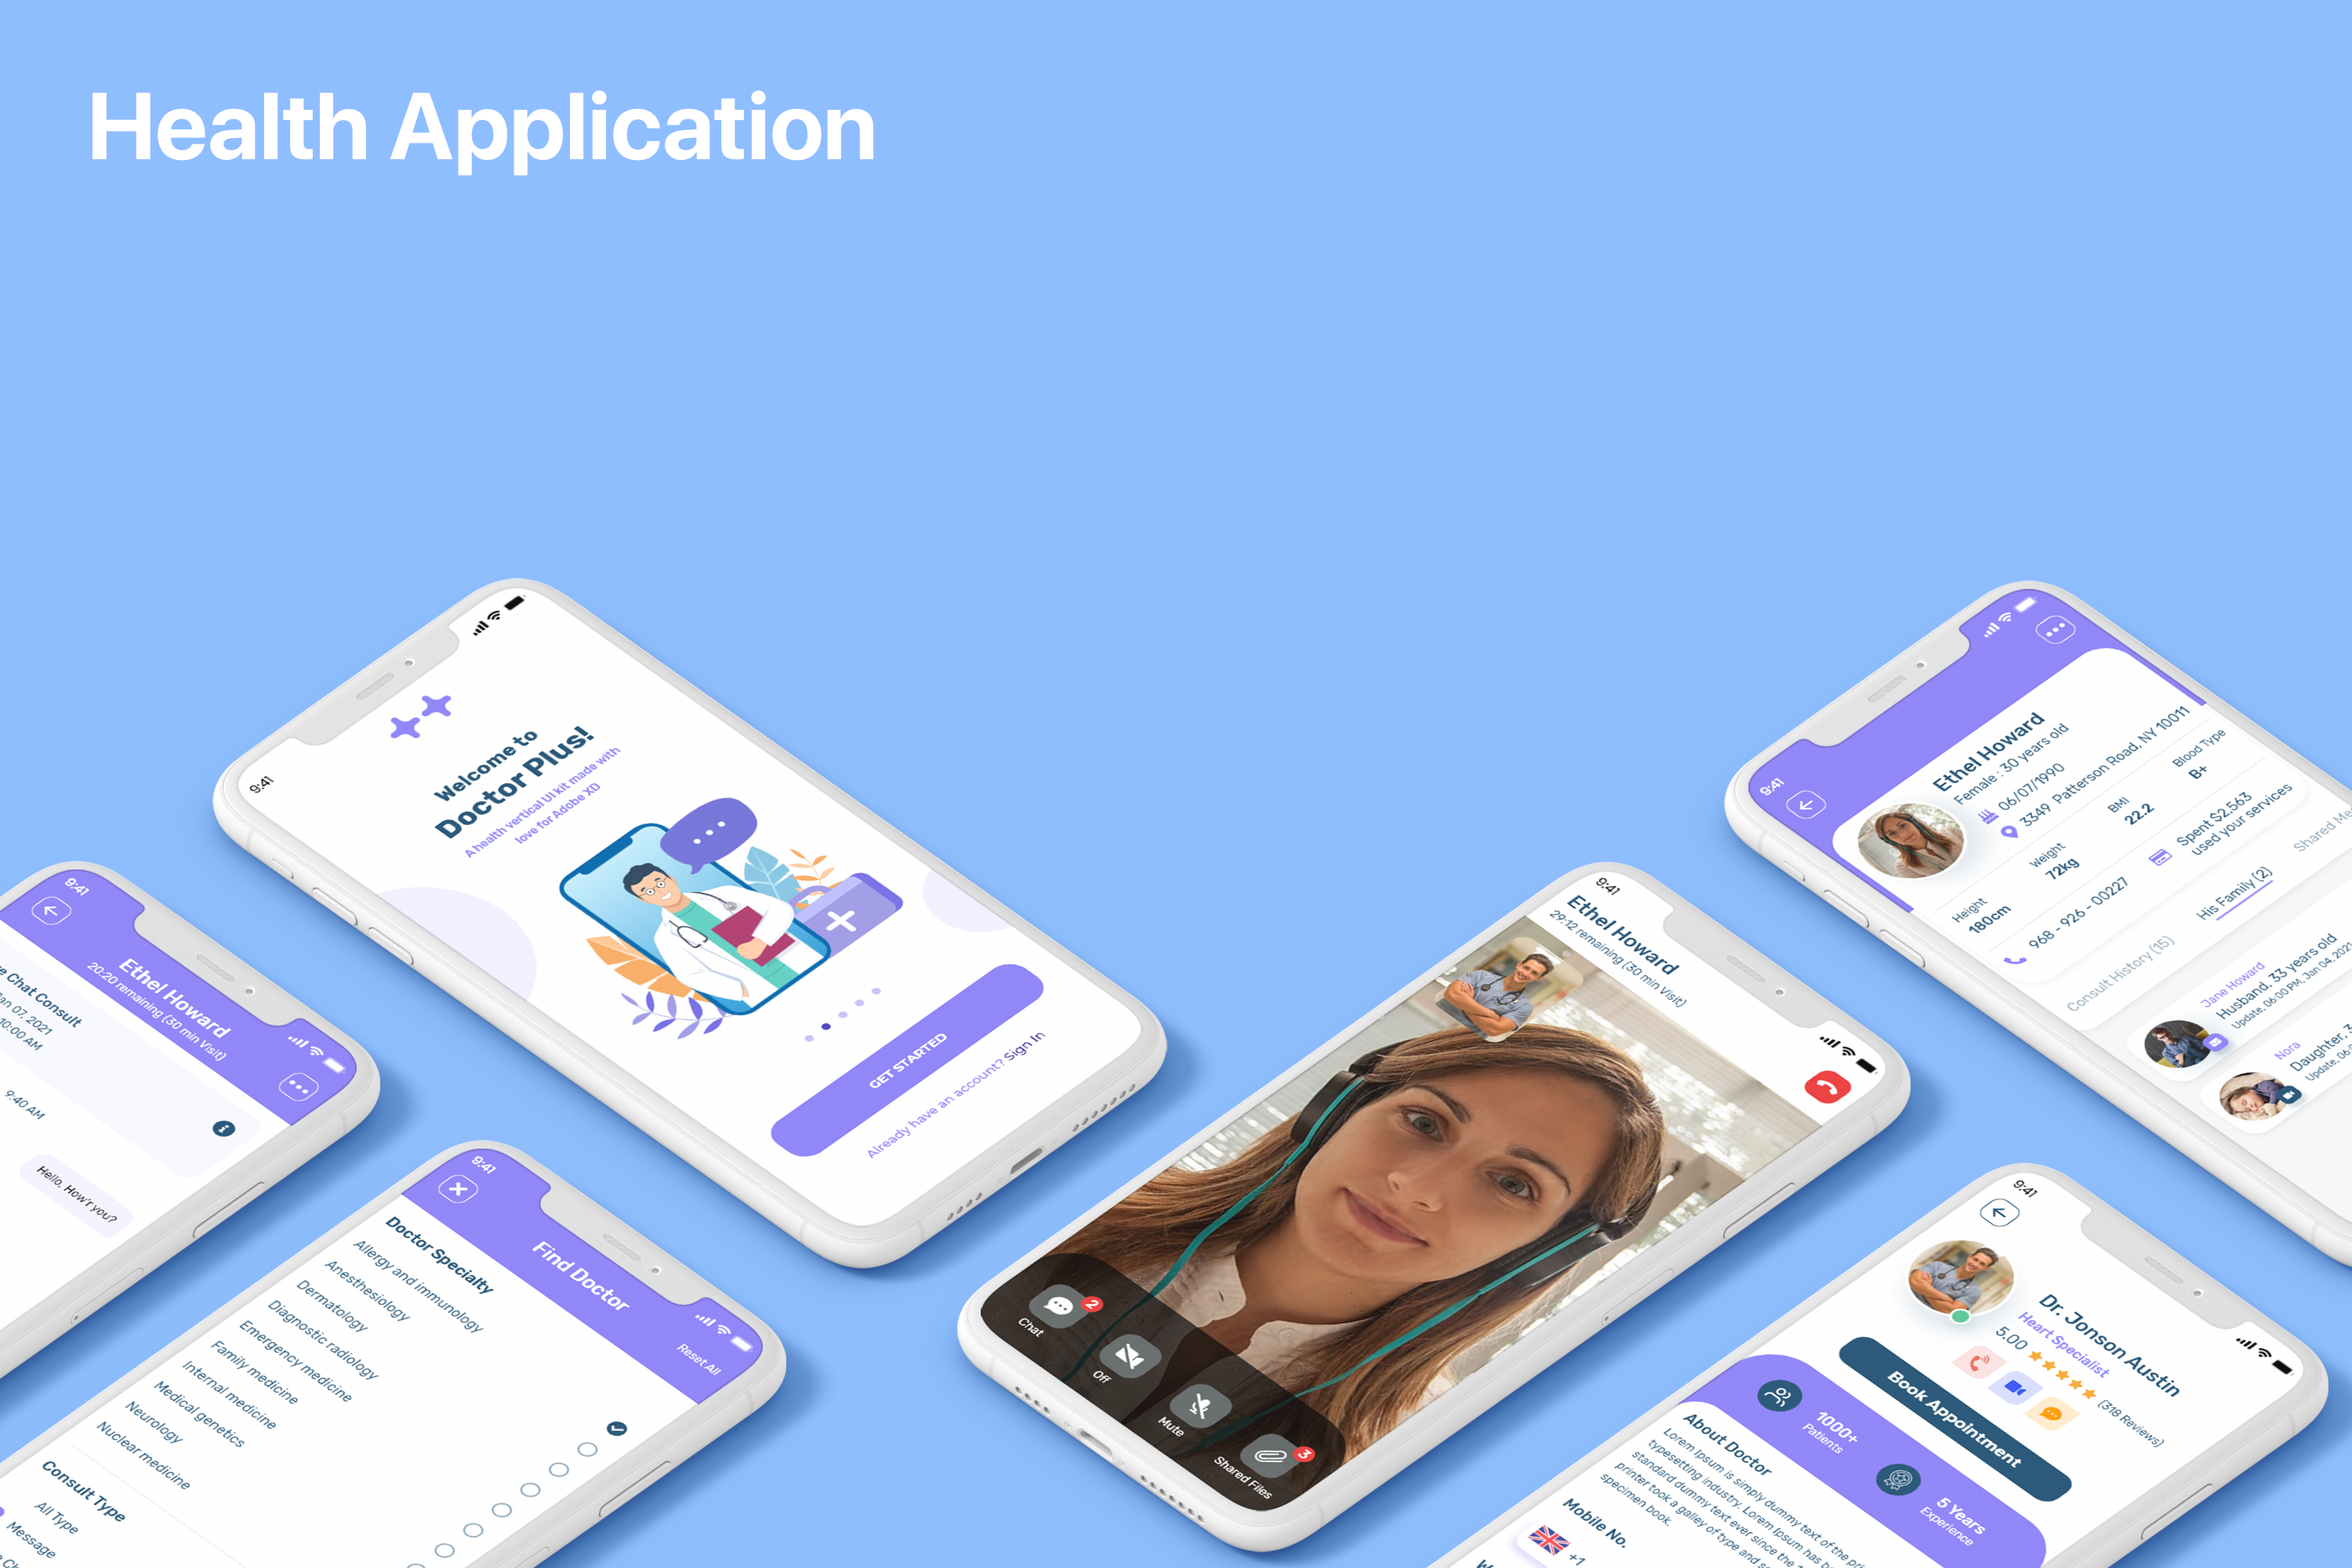 Health Application
9:41
Welcome to
Doctor Plus!
A health vertical UI kit made with
love for Adobe XD
GET STARTED
Already have an account? Sign In
9:41
Ethel Howard
20:20 remaining (30 min Visit)
Chat Consult
07, 2021
10:00 AM
9:40 AM
Hello, How'r you?
9:41
Find Doctor
Reset All
Doctor Specialty
Allergy and immunology
Anesthesiology
Dermatology
Diagnostic radiology
Emergency medicine
Family medicine
Internal medicine
Medical genetics
Neurology
Nuclear medicine
Consult Type
All Type
Message
9:41
Ethel Howard
29:12 remaining (30 min Visit)
Chat
2
Off
Mute
Shared Files
3
9:41
Ethel Howard
Female : 30 years old
06/07/1990
3349 Patterson Road, NY 10011
Height
180cm
Weight
72kg
BMI
22.2
Blood Type
B+
968 - 926 - 00227
Spent $2.563
used your services
Consult History (15)
His Family (2)
Shared
Jane Howard
Husband, 33 years old
Update, 06:00 PM, Jan 04, 2021
Nora
Daughter,
Update,
9:41
Dr. Jonson Austin
Heart Specialist
5.00
(318 Reviews)
Book Appointment
1000+
Patients
5 Years
Experience
About Doctor
Lorem Ipsum is simply dummy text of the
typesetting industry. Lorem Ipsum has
standard dummy text ever since the
printer took a galley of type and
specimen book.
Mobile No.
+1